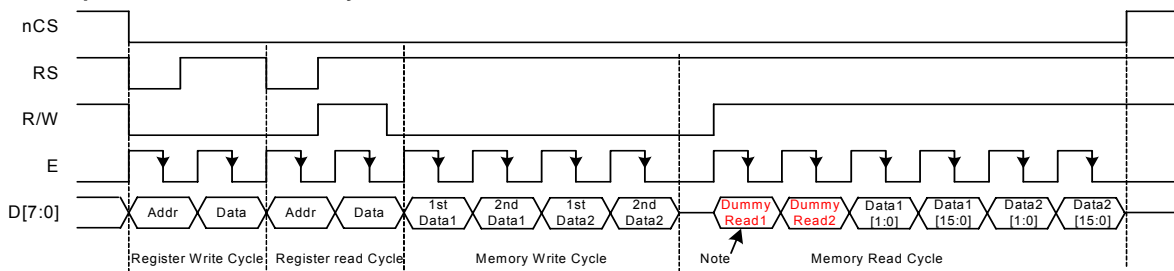 nCS
RS
R/W
E
D[7:0]
Addr
Data
Addr
Data
1st
Data1
2nd
Data1
1st
Data2
2nd
Data2
Dummy
Read1
Dummy
Read2
Data1
[1:0]
Data1
[15:0]
Data2
[1:0]
Data2
[15:0]
Register Write Cycle
Register read Cycle
Memory Write Cycle
Note
Memory Read Cycle